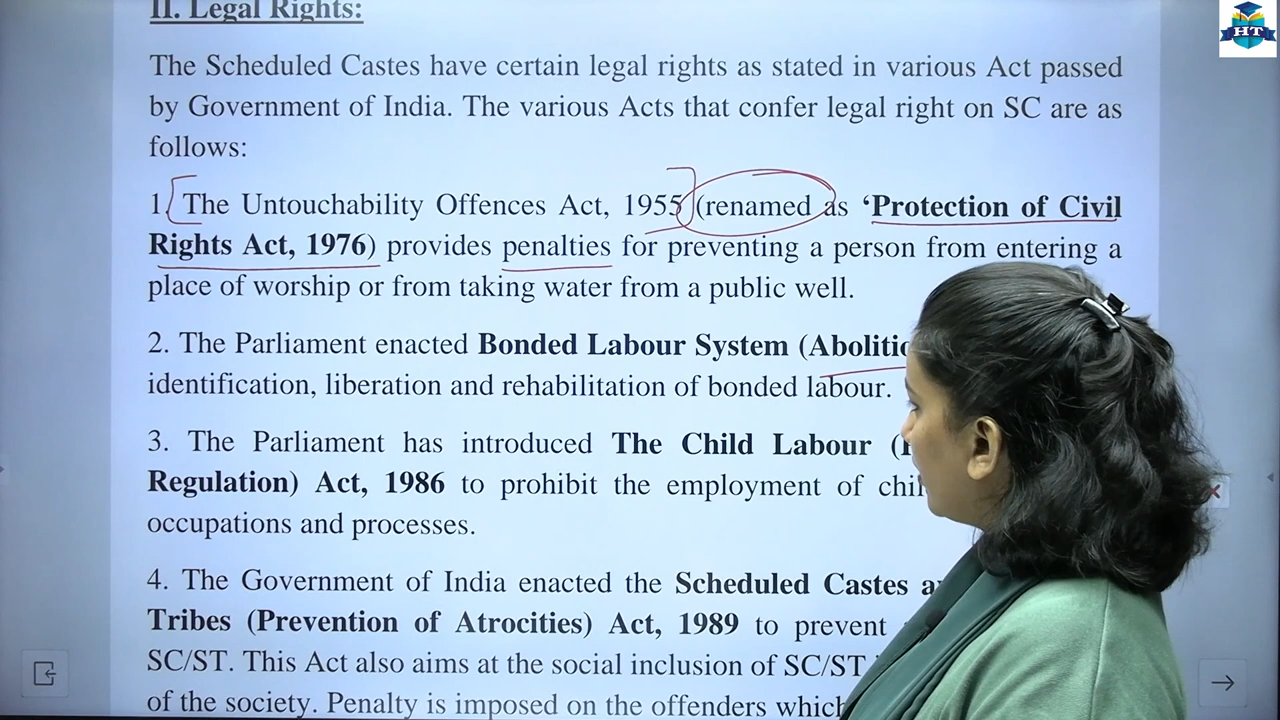 II. Legal Rights:
The Scheduled Castes have certain legal rights as stated in various Act passed
by Government of India. The various Acts that confer legal right on SC are as
follows:
1. The Untouchability Offences Act, 1955 (renamed as ‘Protection of Civil
Rights Act, 1976) provides penalties for preventing a person from entering a
place of worship or from taking water from a public well.
2. The Parliament enacted Bonded Labour System (Abolitio
identification, liberation and rehabilitation of bonded labour.
3. The Parliament has introduced The Child Labour (
Regulation) Act, 1986 to prohibit the employment of chil
occupations and processes.
4. The Government of India enacted the Scheduled Castes a
Tribes (Prevention of Atrocities) Act, 1989 to prevent
SC/ST. This Act also aims at the social inclusion of SC/ST
of the society. Penalty is imposed on the offenders which
HT